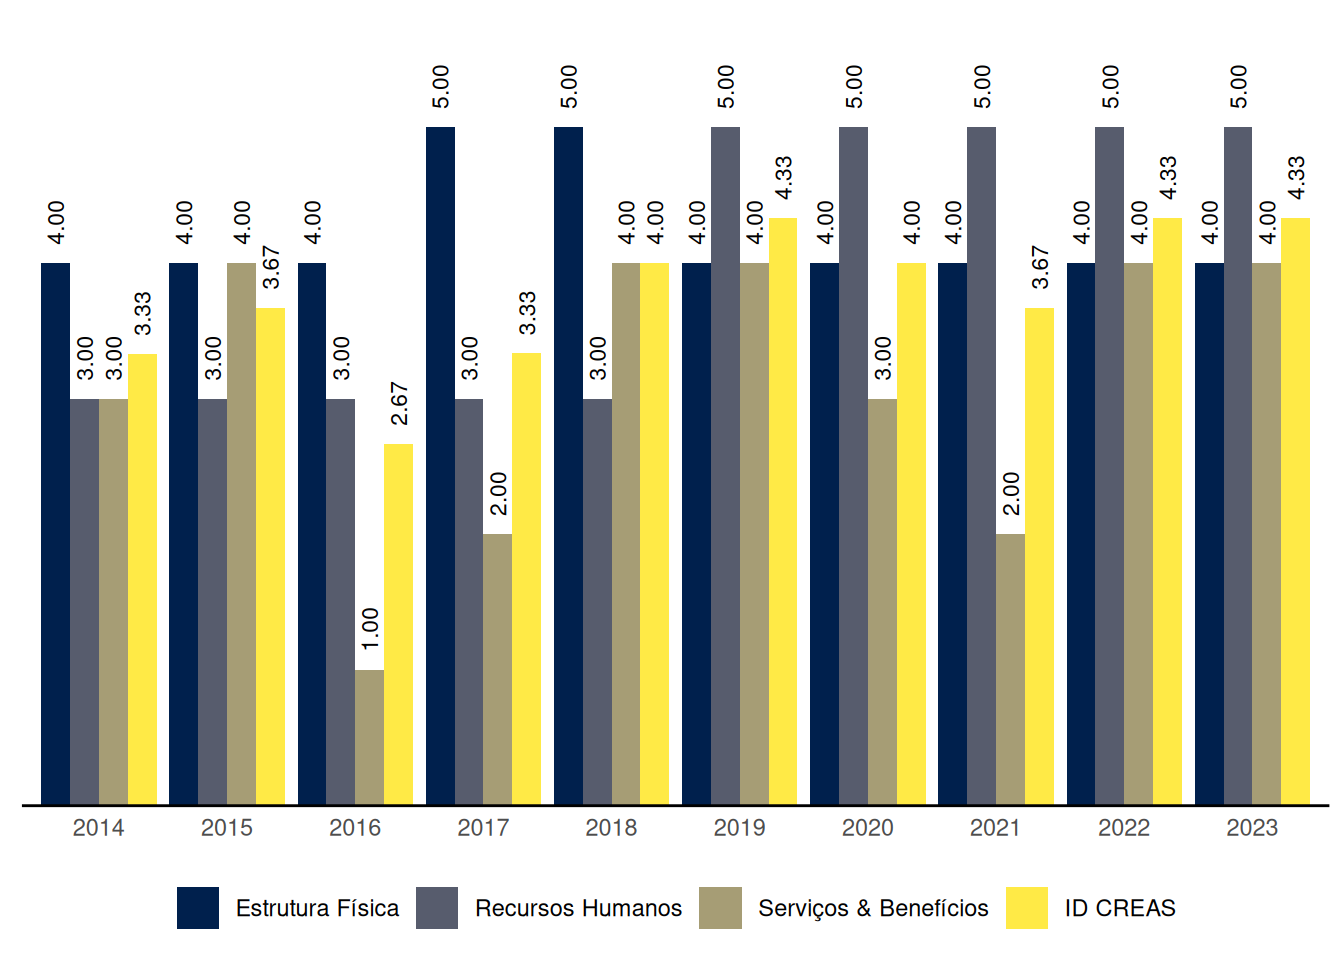 5.00 5.00 5.00 5.00 5.00 5.00 5.00
4.33 4.33 4.33
4.00 4.00 4.00 4.00 4.00 4.00 4.00 4.00 4.00 4.00 4.00 4.00 4.00 4.00 4.00
3.67 3.67
3.33 3.33
3.00 3.00 3.00 3.00 3.00 3.00 3.00
2.67
2.00 2.00
1.00
2014 2015 2016 2017 2018 2019 2020 2021 2022 2023
Estrutura Física Recursos Humanos Serviços & Benefícios ID CREAS